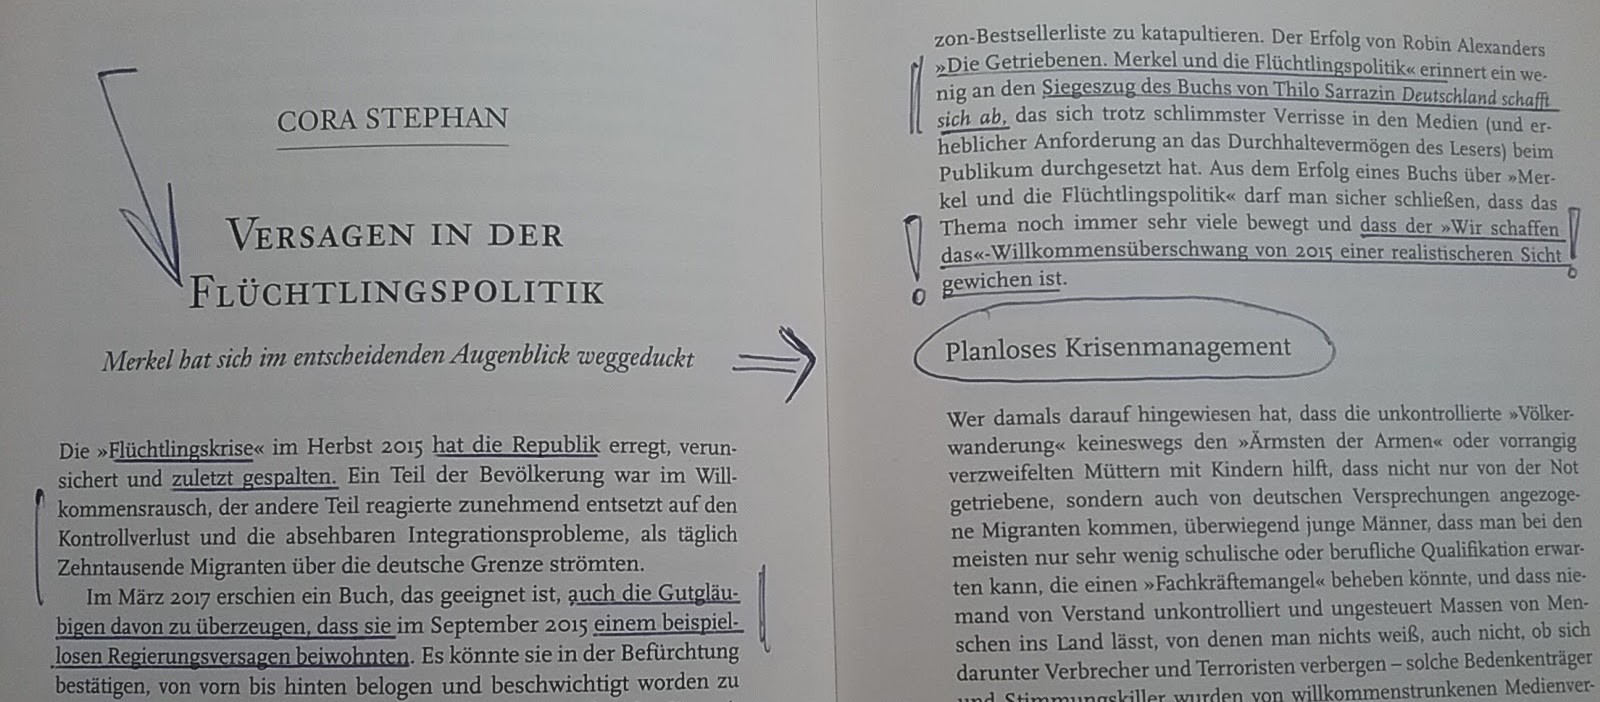 CORA STEPHAN
VERSAGEN IN DER
FLÜCHTLINGSPOLITIK
Merkel hat sich im entscheidenden Augenblick weggeduckt
Die »Flüchtlingskrise« im Herbst 2015 hat die Republik erregt, verun-
sichert und zuletzt gespalten. Ein Teil der Bevölkerung war im Will-
kommensrausch, der andere Teil reagierte zunehmend entsetzt auf den
Kontrollverlust und die absehbaren Integrationsprobleme, als täglich
Zehntausende Migranten über die deutsche Grenze strömten.
Im März 2017 erschien ein Buch, das geeignet ist, auch die Gutgläu-
bigen davon zu überzeugen, dass sie im September 2015 einem beispiel-
losen Regierungsversagen beiwohnten. Es könnte sie in der Befürchtung
bestätigen, von vorn bis hinten belogen und beschwichtigt worden zu
zon-Bestsellerliste zu katapultieren. Der Erfolg von Robin Alexanders
»Die Getriebenen. Merkel und die Flüchtlingspolitik« erinnert ein we-
nig an den Siegeszug des Buchs von Thilo Sarrazin Deutschland schafft
sich ab, das sich trotz schlimmster Verrisse in den Medien (und er-
heblicher Anforderung an das Durchhaltevermögen des Lesers) beim
Publikum durchgesetzt hat. Aus dem Erfolg eines Buchs über »Mer-
kel und die Flüchtlingspolitik« darf man sicher schließen, dass das
Thema noch immer sehr viele bewegt und dass der »Wir schaffen
das«-Willkommensüberschwang von 2015 einer realistischeren Sicht
gewichen ist.
Planloses Krisenmanagement
Wer damals darauf hingewiesen hat, dass die unkontrollierte »Völker-
wanderung« keineswegs den »Ärmsten der Armen« oder vorrangig
verzweifelten Müttern mit Kindern hilft, dass nicht nur von der Not
getriebene, sondern auch von deutschen Versprechungen angezoge-
ne Migranten kommen, überwiegend junge Männer, dass man bei den
meisten nur sehr wenig schulische oder berufliche Qualifikation erwar-
ten kann, die einen »Fachkräftemangel« beheben könnte, und dass nie-
mand von Verstand unkontrolliert und ungesteuert Massen von Men-
schen ins Land lässt, von denen man nichts weiß, auch nicht, ob sich
darunter Verbrecher und Terroristen verbergen – solche Bedenkenträger
und Stimmungskiller wurden von willkommenstrunkenen Medienver-